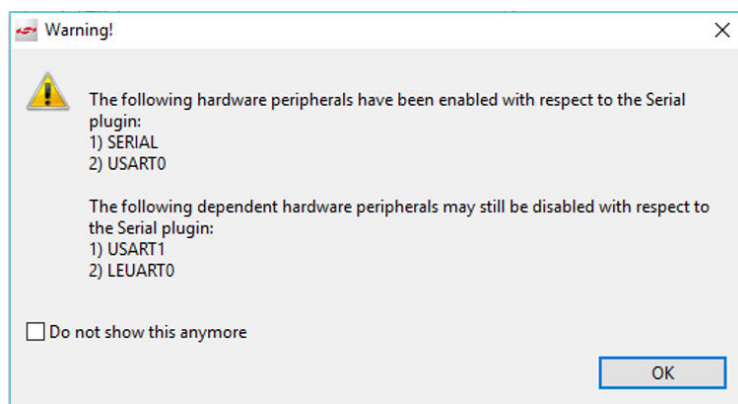 Warning!
The following hardware peripherals have been enabled with respect to the Serial
plugin:
1) SERIAL
2) USART0
The following dependent hardware peripherals may still be disabled with respect to
the Serial plugin:
1) USART1
2) LEUART0
Do not show this anymore
OK